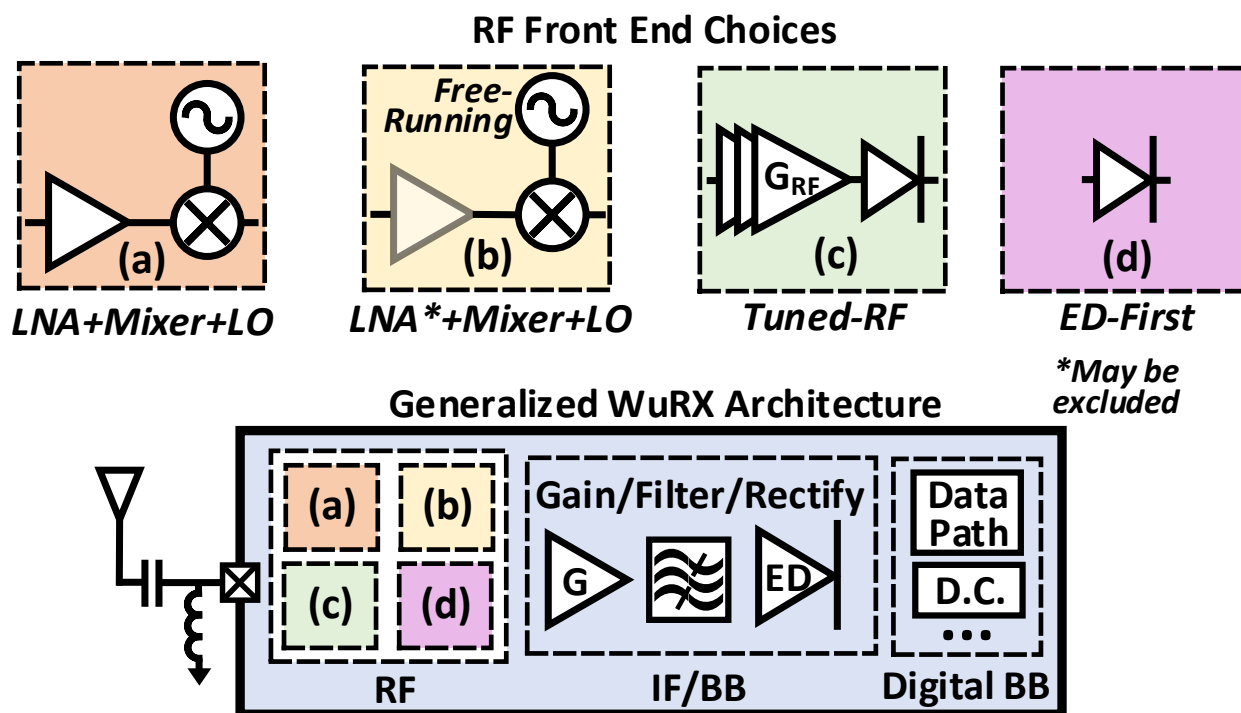 RF Front End Choices
Free-
Running
G_RF
(a)
(b)
(c)
(d)
LNA+Mixer+LO
LNA*+Mixer+LO
Tuned-RF
ED-First
*May be
excluded
Generalized WuRX Architecture
(a)
(b)
(c)
(d)
RF
Gain/Filter/Rectify
G
ED
IF/BB
Data
Path
D.C.
...
Digital BB